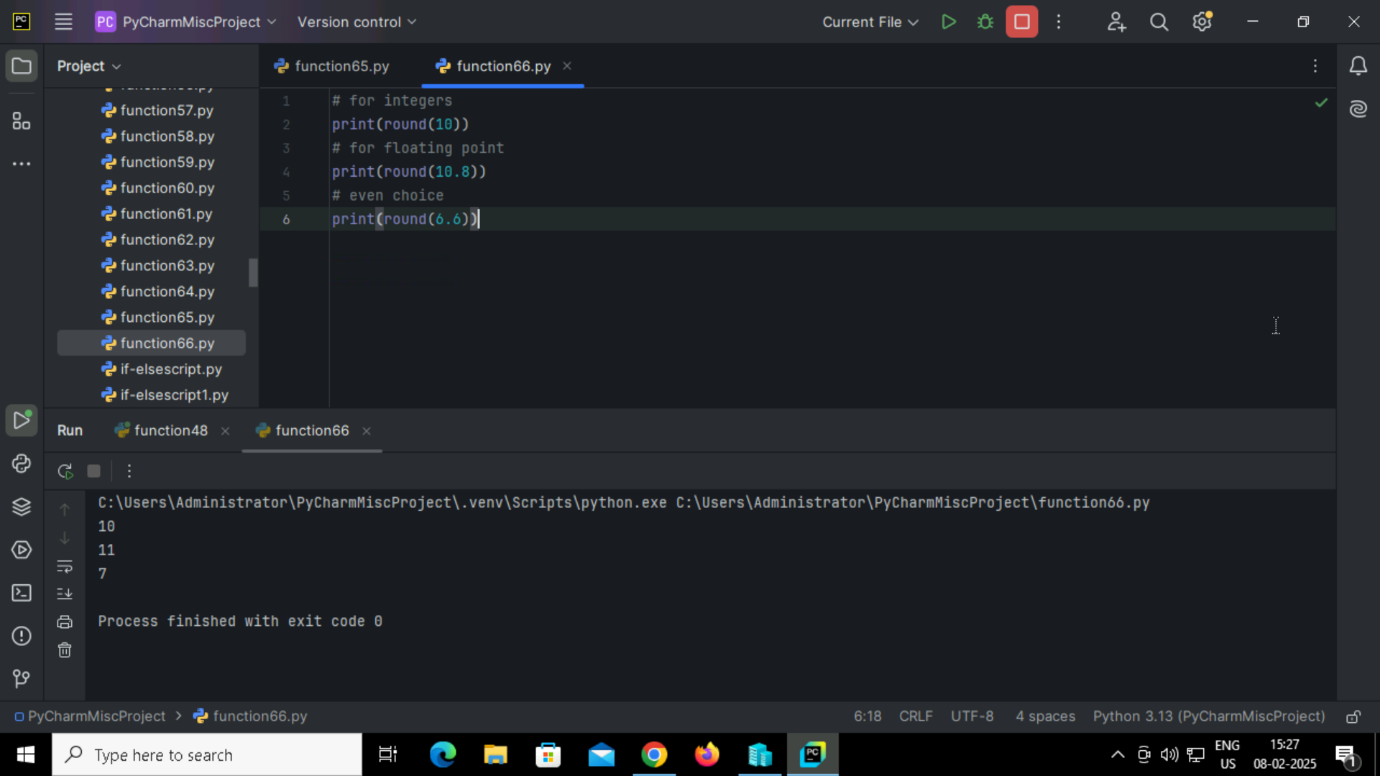 PC PC PyCharmMiscProject Version control Current File
Project
function65.py function66.py
function57.py
function58.py
function59.py
function60.py
function61.py
function62.py
function63.py
function64.py
function65.py
function66.py
if-elsescript.py
if-elsescript1.py
1 # for integers
2 print(round(10))
3 # for floating point
4 print(round(10.8))
5 # even choice
6 print(round(6.6))
Run function48 function66
C:\Users\Administrator\PyCharmMiscProject\.venv\Scripts\python.exe C:\Users\Administrator\PyCharmMiscProject\function66.py
10
11
7
Process finished with exit code 0
PyCharmMiscProject > function66.py 6:18 CRLF UTF-8 4 spaces Python 3.13 (PyCharmMiscProject)
Type here to search
PC
ENG
US
15:27
08-02-2025
1